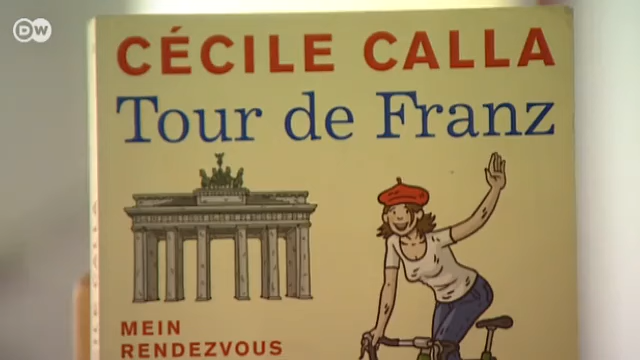 DW
CÉCILE CALLA
Tour de Franz
MEIN
RENDEZVOUS